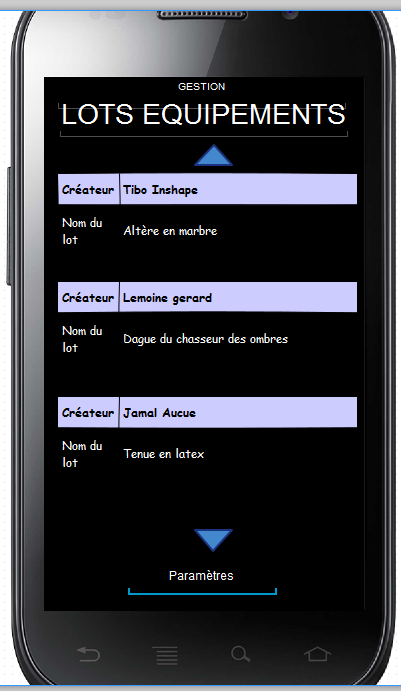 GESTION
LOTS EQUIPEMENTS
Créateur Tibo Inshape
Nom du lot Altère en marbre
Créateur Lemoine gerard
Nom du lot Dague du chasseur des ombres
Créateur Jamal Aucue
Nom du lot Tenue en latex
Paramètres